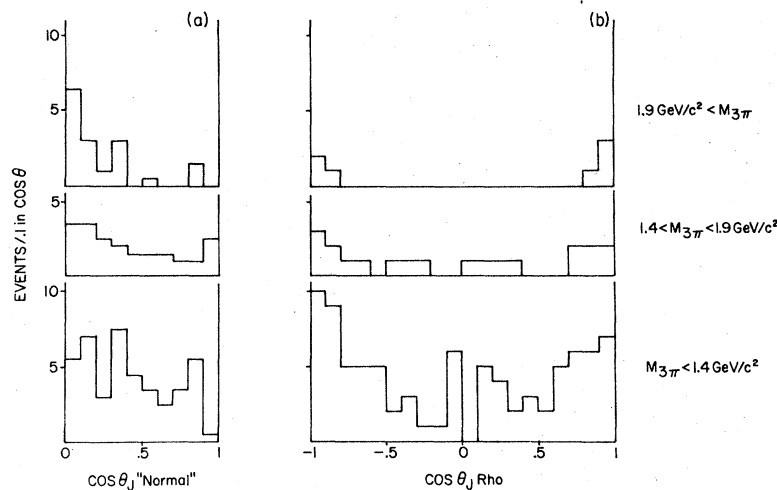 (a)
(b)
10
5
1.9 GeV/c² < M3π
5
1.4 < M3π < 1.9 GeV/c²
EVENTS/.1 in COSθ
10
5
M3π < 1.4 GeV/c²
0 .5 1
-1 -.5 0 .5 1
COS θJ "Normal"
COS θJ Rho